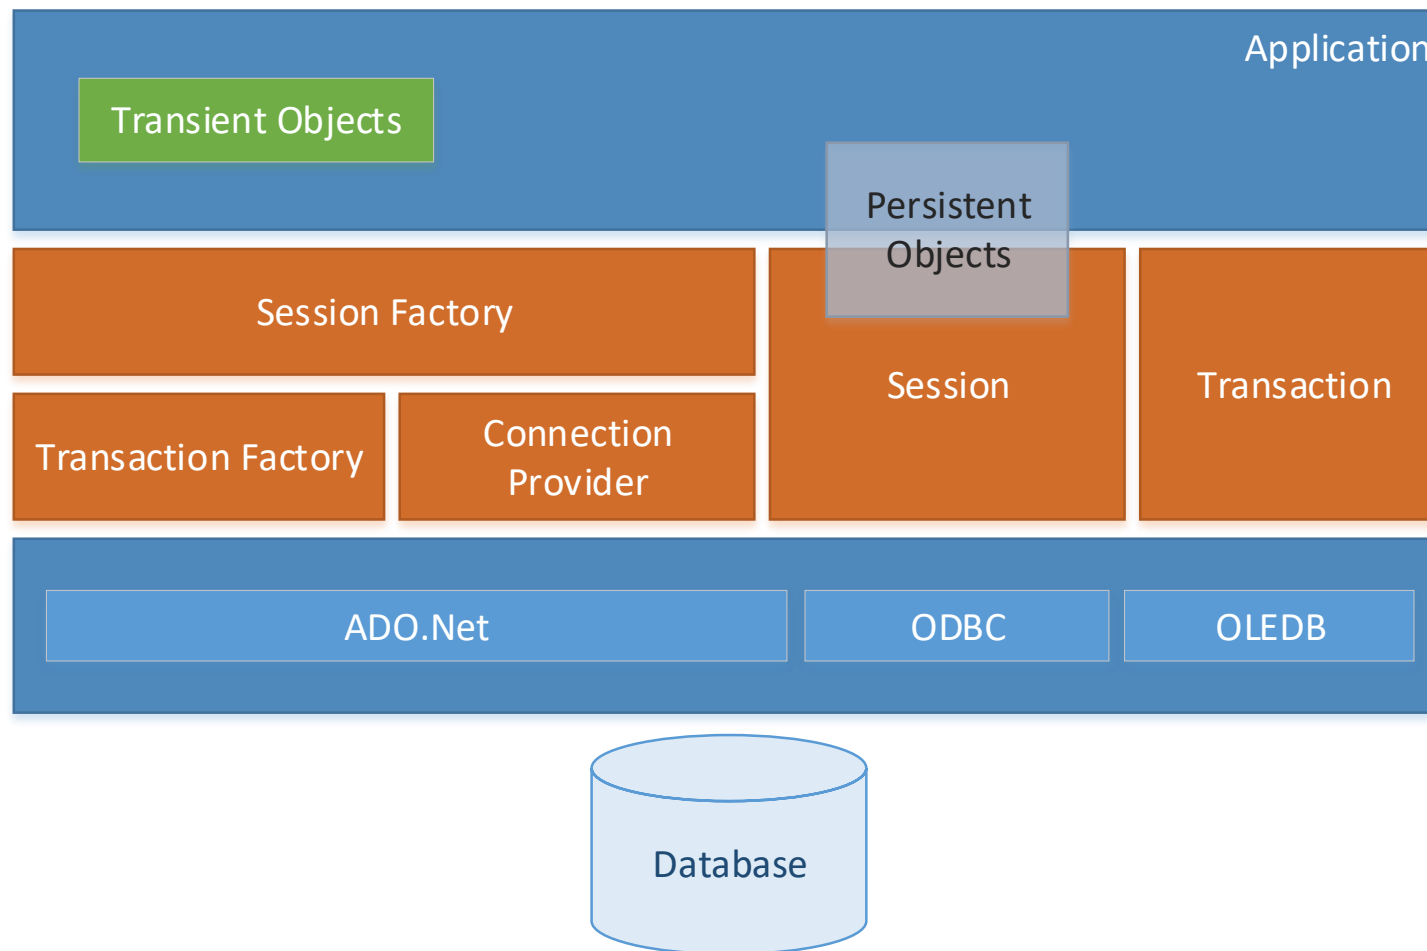 Application
Transient Objects
Persistent
Objects
Session Factory
Session
Transaction
Transaction Factory
Connection
Provider
ADO.Net
ODBC
OLEDB
Database